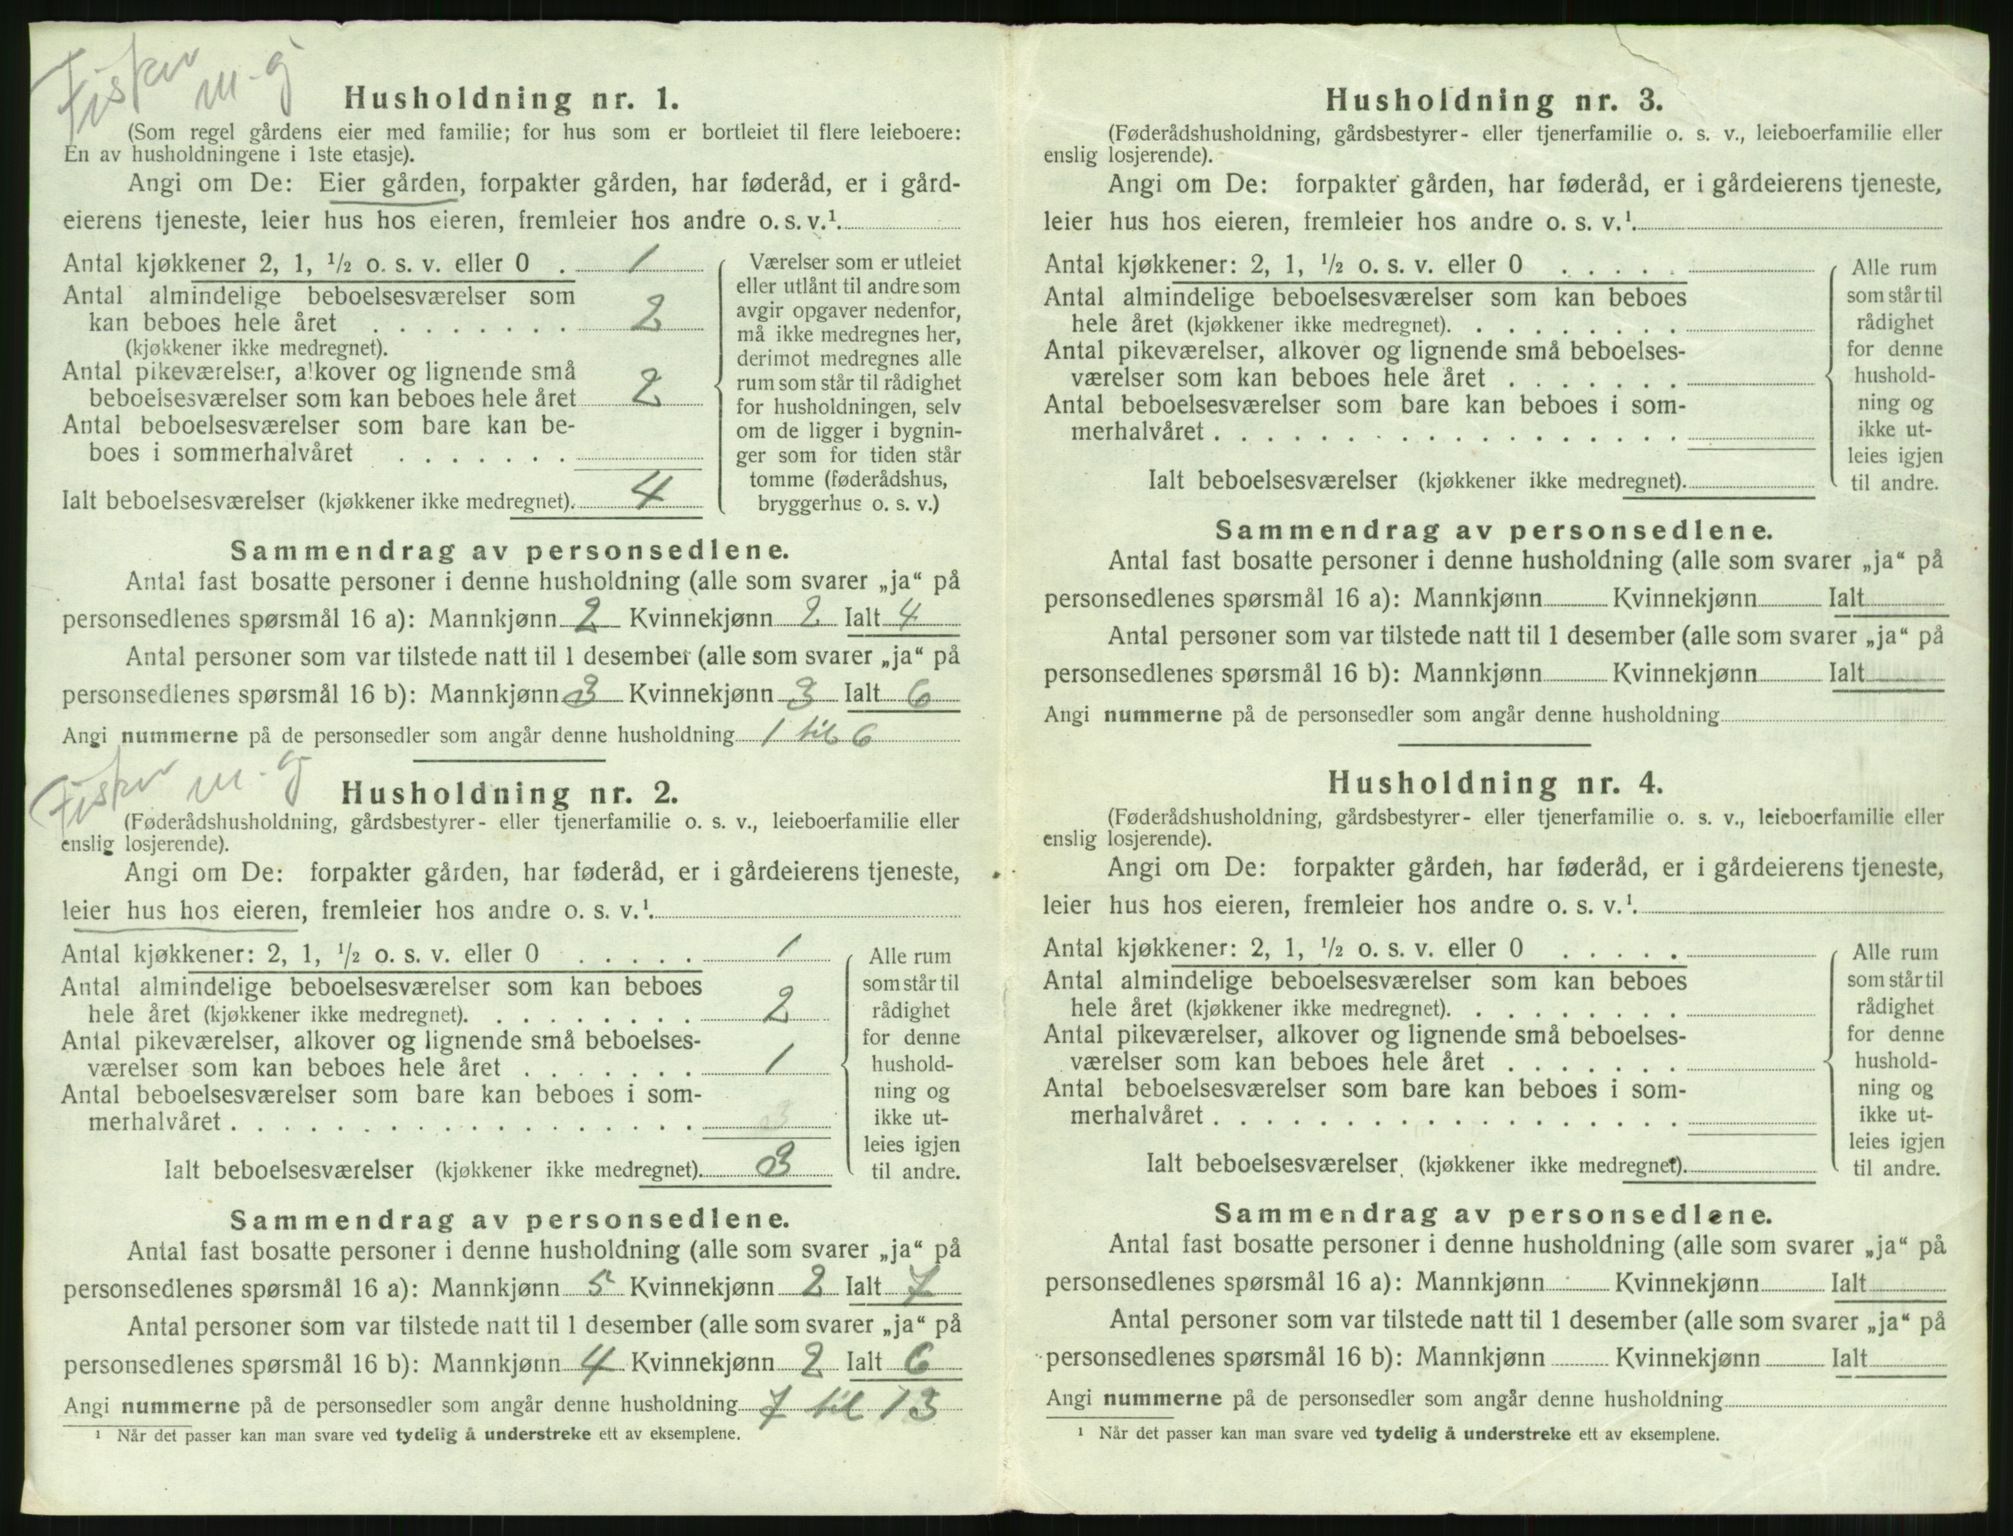 Fisker
m. g
Husholdning nr. 1.
(Som regel gårdens eier med familie; for hus som er bortleiet til flere leieboere:
En av husholdningene i 1ste etasje).
Angi om De: Eier gården, forpakter gården, har føderåd, er i gård-
eierens tjeneste, leier hus hos eieren, fremleier hos andre o. s. v.¹.
Antal kjøkkener 2, 1, ½ o. s. v. eller 0 . 1
Antal almindelige beboelsesværelser som
kan beboes hele året . . . . . . . . 2
(kjøkkener ikke medregnet).
Antal pikeværelser, alkover og lignende små
beboelsesværelser som kan beboes hele året 2
Antal beboelsesværelser som bare kan be-
boes i sommerhalvåret . . . . . . .
Ialt beboelsesværelser (kjøkkener ikke medregnet). 4
Værelser som er utleiet
eller utlånt til andre som
avgir opgaver nedenfor,
må ikke medregnes her,
derimot medregnes alle
rum som står til rådighet
for husholdningen, selv
om de ligger i bygnin-
ger som for tiden står
tomme (føderådshus,
bryggerhus o. s. v.)
Sammendrag av personsedlene.
Antal fast bosatte personer i denne husholdning (alle som svarer „ja“ på
personsedlenes spørsmål 16 a): Mannkjønn 2 Kvinnekjønn 2 Ialt 4
Antal personer som var tilstede natt til 1 desember (alle som svarer „ja“ på
personsedlenes spørsmål 16 b): Mannkjønn 3 Kvinnekjønn 3 Ialt 6
Angi nummerne på de personsedler som angår denne husholdning 1 til 6
Fisker m. g
Husholdning nr. 2.
(Føderådshusholdning, gårdsbestyrer- eller tjenerfamilie o. s. v., leieboerfamilie eller
enslig losjerende).
Angi om De: forpakter gården, har føderåd, er i gårdeierens tjeneste,
leier hus hos eieren, fremleier hos andre o. s. v.¹.
Antal kjøkkener: 2, 1, ½ o. s. v. eller 0 . . . . . 1
Antal almindelige beboelsesværelser som kan beboes
hele året (kjøkkener ikke medregnet). . . . . . . . . 2
Antal pikeværelser, alkover og lignende små beboelses-
værelser som kan beboes hele året . . . . . . . 1
Antal beboelsesværelser som bare kan beboes i som-
merhalvåret . . . . . . . . . . . . . . . . . . 3
Ialt beboelsesværelser (kjøkkener ikke medregnet). 3
Alle rum
som står til
rådighet
for denne
hushold-
ning og
ikke ut-
leies igjen
til andre.
Sammendrag av personsedlene.
Antal fast bosatte personer i denne husholdning (alle som svarer „ja“ på
personsedlenes spørsmål 16 a): Mannkjønn 5 Kvinnekjønn 2 Ialt 7
Antal personer som var tilstede natt til 1 desember (alle som svarer „ja“ på
personsedlenes spørsmål 16 b): Mannkjønn 4 Kvinnekjønn 2 Ialt 6
Angi nummerne på de personsedler som angår denne husholdning 7 til 13
¹ Når det passer kan man svare ved tydelig å understreke ett av eksemplene.
Husholdning nr. 3.
(Føderådshusholdning, gårdsbestyrer- eller tjenerfamilie o. s. v., leieboerfamilie eller
enslig losjerende).
Angi om De: forpakter gården, har føderåd, er i gårdeierens tjeneste,
leier hus hos eieren, fremleier hos andre o. s. v.¹.
Antal kjøkkener: 2, 1, ½ o. s. v. eller 0 . . . . .
Antal almindelige beboelsesværelser som kan beboes
hele året (kjøkkener ikke medregnet). . . . . . . . .
Antal pikeværelser, alkover og lignende små beboelses-
værelser som kan beboes hele året . . . . . . .
Antal beboelsesværelser som bare kan beboes i som-
merhalvåret . . . . . . . . . . . . . . . . . .
Ialt beboelsesværelser (kjøkkener ikke medregnet).
Alle rum
som står til
rådighet
for denne
hushold-
ning og
ikke ut-
leies igjen
til andre.
Sammendrag av personsedlene.
Antal fast bosatte personer i denne husholdning (alle som svarer „ja“ på
personsedlenes spørsmål 16 a): Mannkjønn Kvinnekjønn Ialt
Antal personer som var tilstede natt til 1 desember (alle som svarer „ja“ på
personsedlenes spørsmål 16 b): Mannkjønn Kvinnekjønn Ialt
Angi nummerne på de personsedler som angår denne husholdning
Husholdning nr. 4.
(Føderådshusholdning, gårdsbestyrer- eller tjenerfamilie o. s. v., leieboerfamilie eller
enslig losjerende).
Angi om De: forpakter gården, har føderåd, er i gårdeierens tjeneste,
leier hus hos eieren, fremleier hos andre o. s. v.¹.
Antal kjøkkener: 2, 1, ½ o. s. v. eller 0 . . . . .
Antal almindelige beboelsesværelser som kan beboes
hele året (kjøkkener ikke medregnet). . . . . . . . .
Antal pikeværelser, alkover og lignende små beboelses-
værelser som kan beboes hele året . . . . . . .
Antal beboelsesværelser som bare kan beboes i som-
merhalvåret . . . . . . . . . . . . . . . . . .
Ialt beboelsesværelser (kjøkkener ikke medregnet).
Alle rum
som står til
rådighet
for denne
hushold-
ning og
ikke ut-
leies igjen
til andre.
Sammendrag av personsedlene.
Antal fast bosatte personer i denne husholdning (alle som svarer „ja“ på
personsedlenes spørsmål 16 a): Mannkjønn Kvinnekjønn Ialt
Antal personer som var tilstede natt til 1 desember (alle som svarer „ja“ på
personsedlenes spørsmål 16 b): Mannkjønn Kvinnekjønn Ialt
Angi nummerne på de personsedler som angår denne husholdning
¹ Når det passer kan man svare ved tydelig å understreke ett av eksemplene.